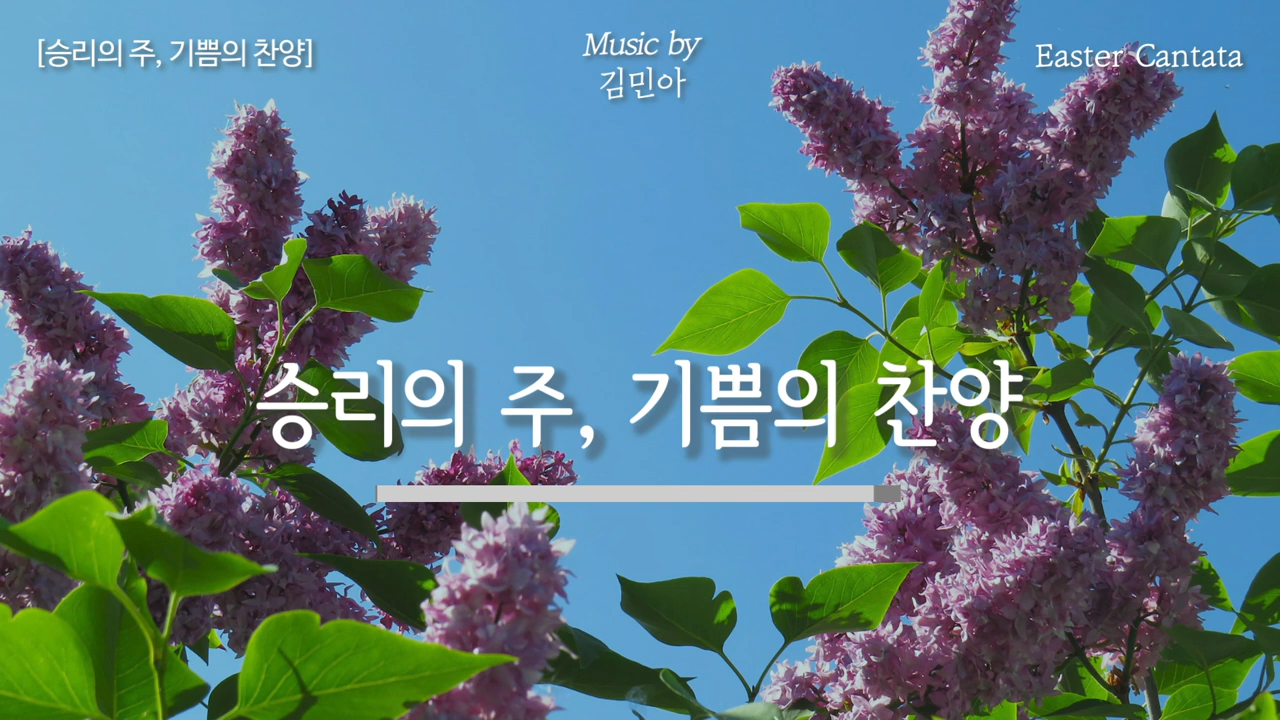 [승리의 주, 기쁨의 찬양]
Music by
김민아
Easter Cantata
승리의 주, 기쁨의 찬양